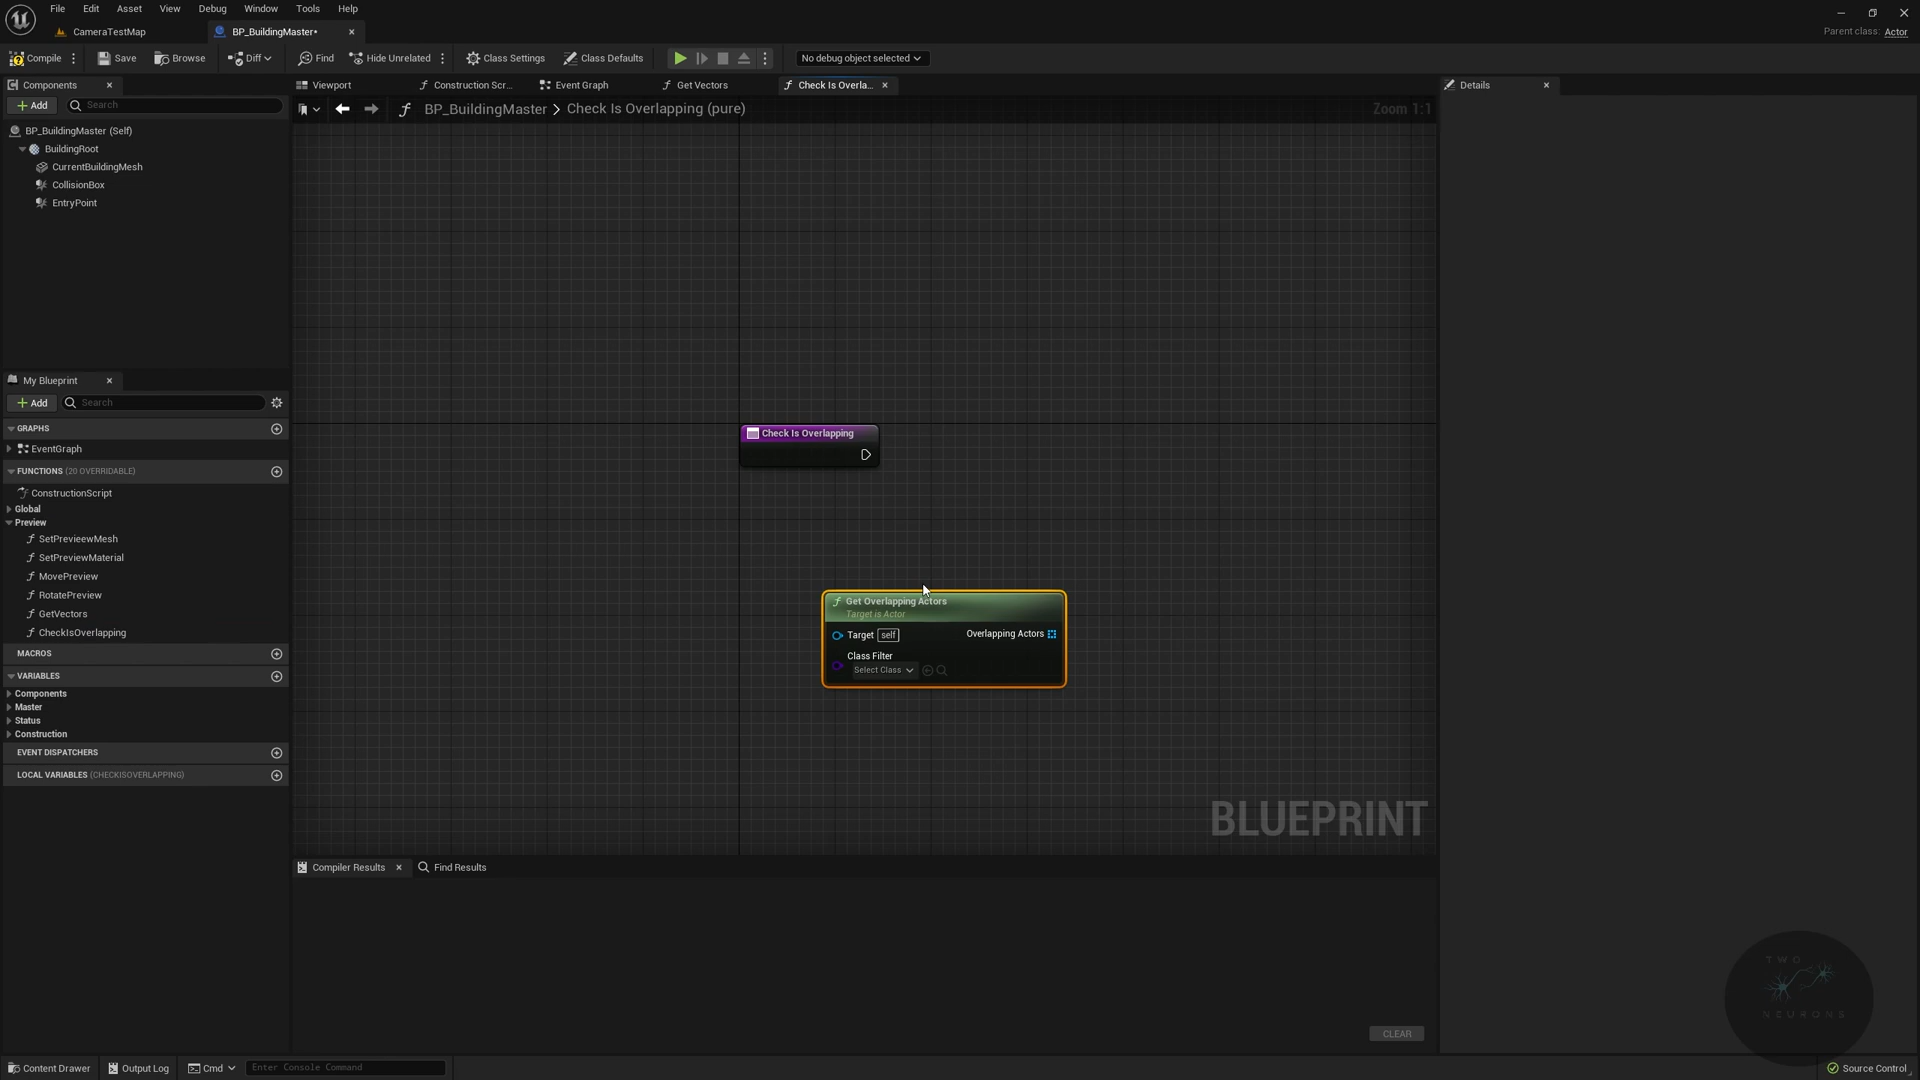 File Edit Asset View Window Debug Tools Help
CameraTestMap
BP_BuildingMaster•
Parent class: Actor
Compile
Save
Browse
Diff
Find
Hide Unrelated
Class Settings
Class Defaults
No debug object selected
Components
Viewport
Construction Scr...
Event Graph
Get Vectors
Check Is Overla...
Details
Add
Search
BP_BuildingMaster > Check Is Overlapping (pure)
Zoom 1:1
BP_BuildingMaster (Self)
BuildingRoot
CurrentBuildingMesh
CollisionBox
EntryPoint
My Blueprint
Add
Search
GRAPHS
EventGraph
FUNCTIONS (20 OVERRIDABLE)
ConstructionScript
Global
Preview
SetPrevieewMesh
SetPreviewMaterial
MovePreview
RotatePreview
GetVectors
CheckIsOverlapping
MACROS
VARIABLES
Components
Master
Status
Construction
EVENT DISPATCHERS
LOCAL VARIABLES (CHECKISOVERLAPPING)
Check Is Overlapping
Get Overlapping Actors
Target is Actor
Target self
Overlapping Actors
Class Filter
Select Class
BLUEPRINT
Compiler Results
Find Results
CLEAR
TWO
NEURONS
Content Drawer
Output Log
Cmd
Enter Console Command
Source Control